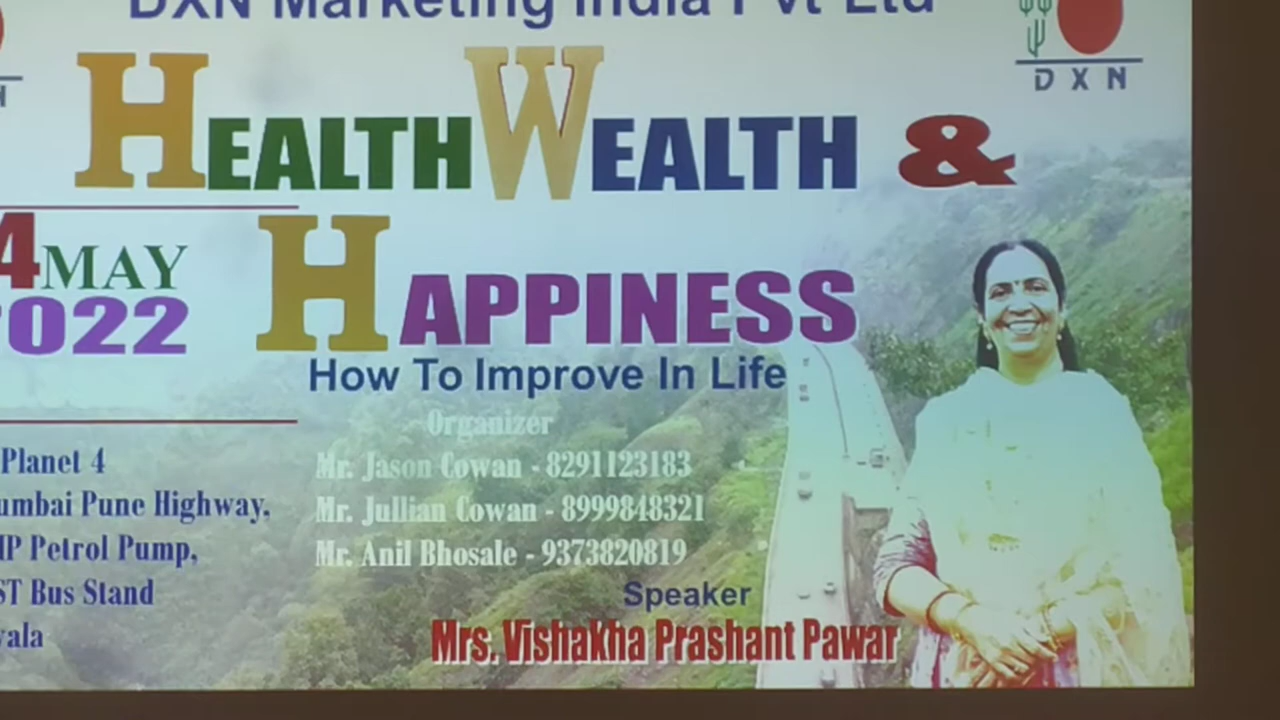 DXN Marketing India Pvt Ltd
DXN
HEALTH WEALTH &
4 MAY
2022
HAPPINESS
How To Improve In Life
Organizer
Mr. Jason Cowan - 8291123183
Mr. Jullian Cowan - 8999848321
Mr. Anil Bhosale - 9373820819
Planet 4
umbai Pune Highway,
HP Petrol Pump,
ST Bus Stand
vala
Speaker
Mrs. Vishakha Prashant Pawar